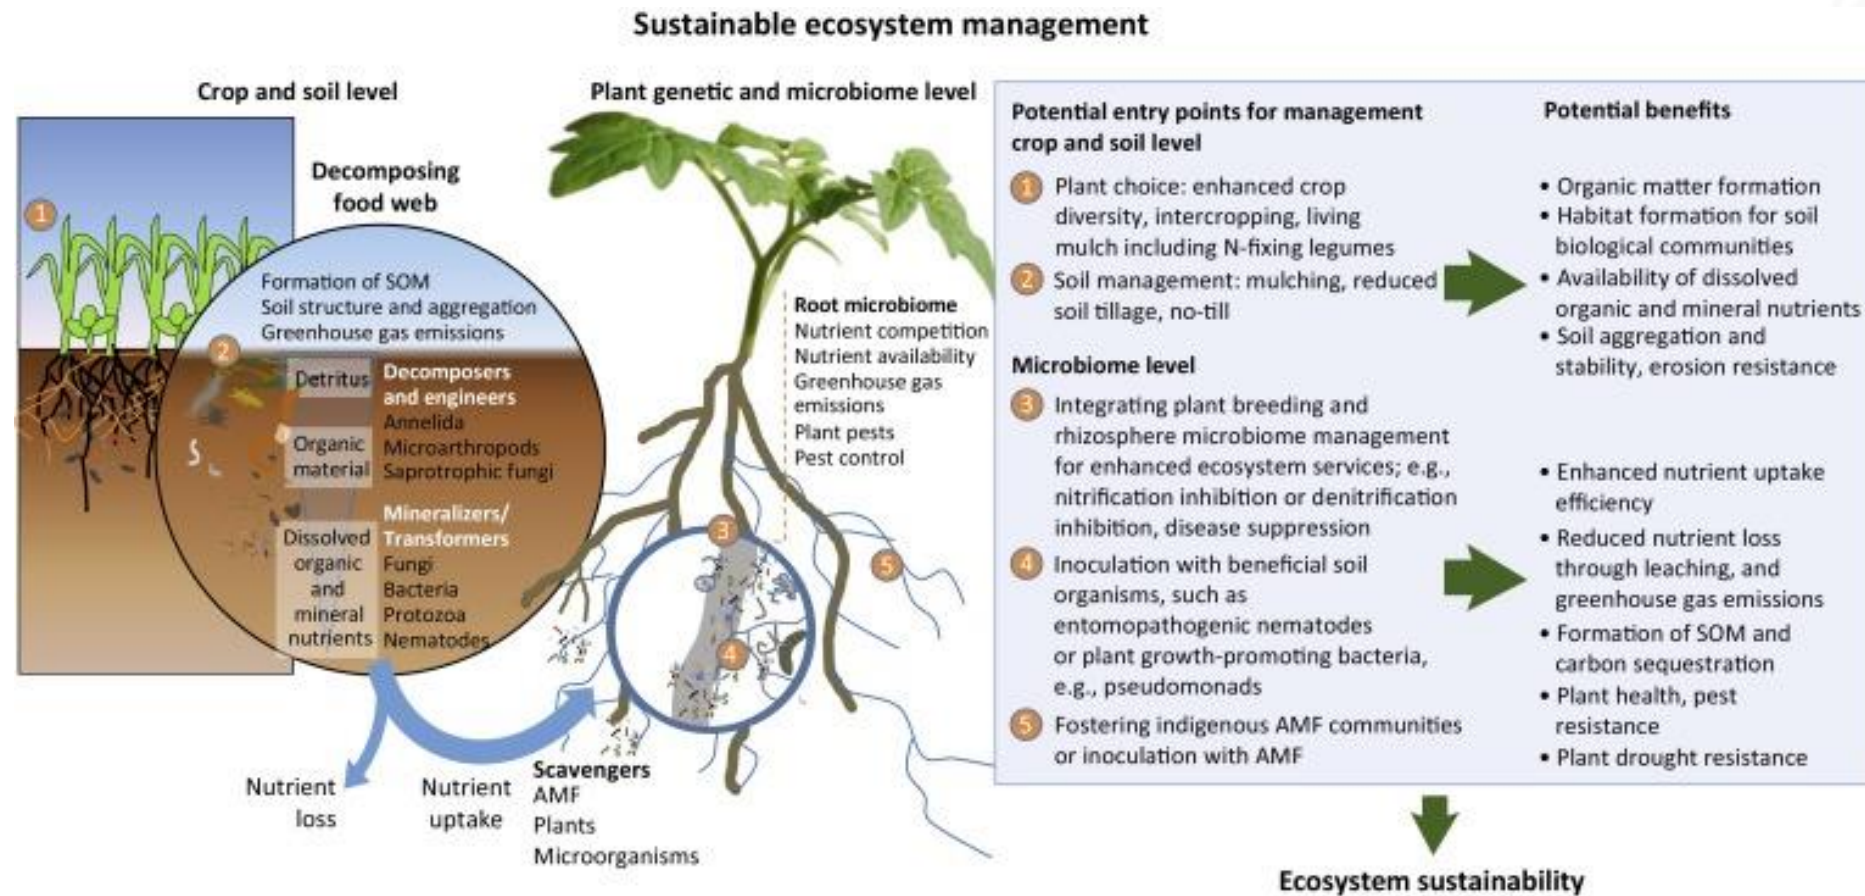 Sustainable ecosystem management
Crop and soil level
1
Decomposing
food web
Formation of SOM
Soil structure and aggregation
Greenhouse gas emissions
2
Detritus
Organic
material
Dissolved
organic
and
mineral
nutrients
Decomposers
and engineers
Annelida
Microarthropods
Saprotrophic fungi
Mineralizers/
Transformers
Fungi
Bacteria
Protozoa
Nematodes
Nutrient
loss
Nutrient
uptake
Scavengers
AMF
Plants
Microorganisms
Plant genetic and microbiome level
Root microbiome
Nutrient competition
Nutrient availability
Greenhouse gas
emissions
Plant pests
Pest control
3
4
5
Potential entry points for management
crop and soil level
1 Plant choice: enhanced crop
diversity, intercropping, living
mulch including N-fixing legumes
2 Soil management: mulching, reduced
soil tillage, no-till
Microbiome level
3 Integrating plant breeding and
rhizosphere microbiome management
for enhanced ecosystem services; e.g.,
nitrification inhibition or denitrification
inhibition, disease suppression
4 Inoculation with beneficial soil
organisms, such as
entomopathogenic nematodes
or plant growth-promoting bacteria,
e.g., pseudomonads
5 Fostering indigenous AMF communities
or inoculation with AMF
Potential benefits
• Organic matter formation
• Habitat formation for soil
biological communities
• Availability of dissolved
organic and mineral nutrients
• Soil aggregation and
stability, erosion resistance
• Enhanced nutrient uptake
efficiency
• Reduced nutrient loss
through leaching, and
greenhouse gas emissions
• Formation of SOM and
carbon sequestration
• Plant health, pest
resistance
• Plant drought resistance
Ecosystem sustainability